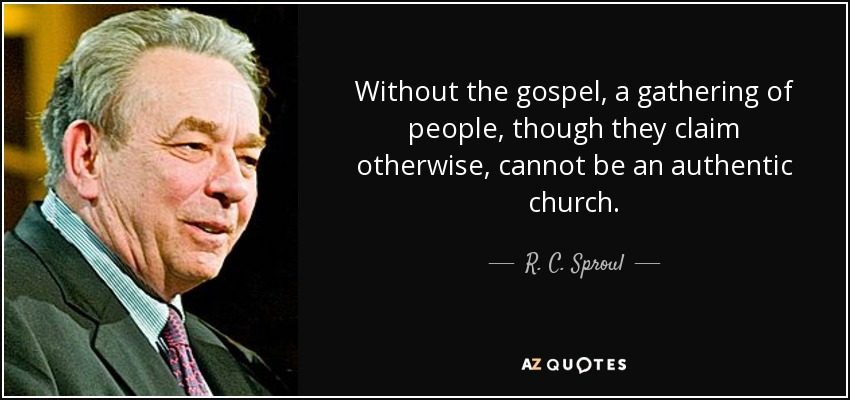 Without the gospel, a gathering of
people, though they claim
otherwise, cannot be an authentic
church.
R. C. Sproul
AZ QUOTES